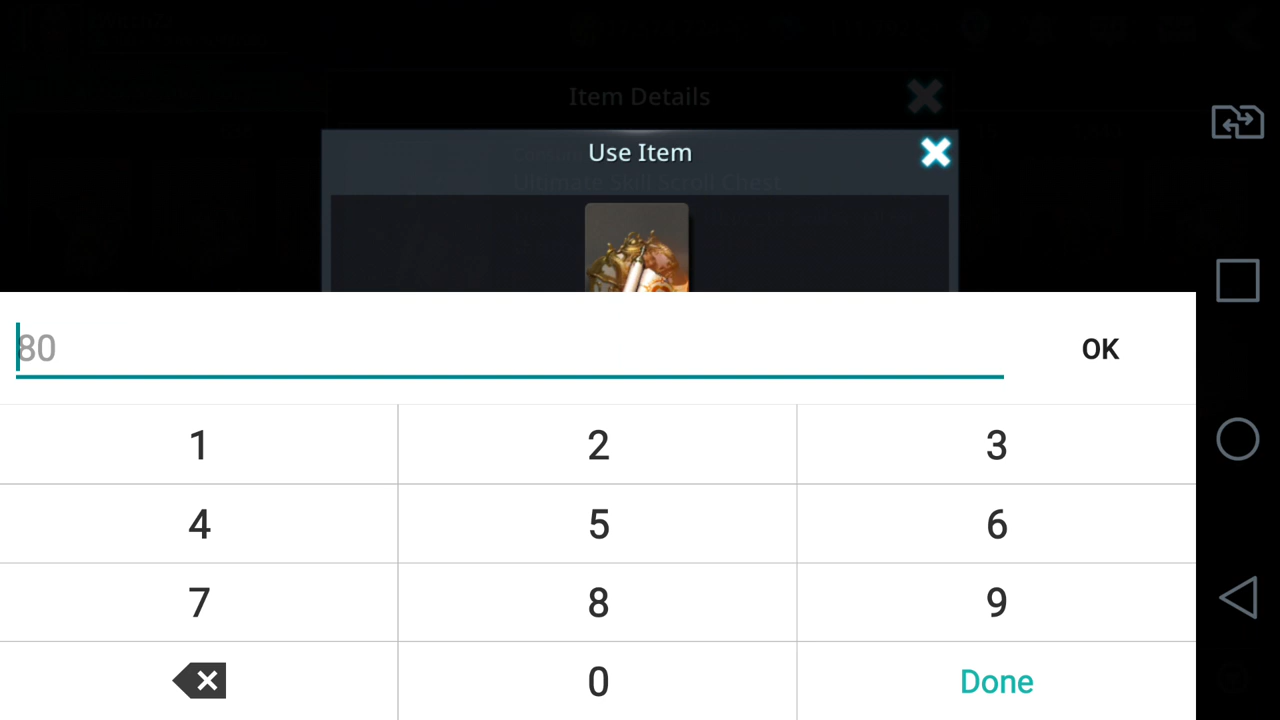 Item Details
Use Item
Ultimate Skill Scroll Chest
80
OK
1 2 3
4 5 6
7 8 9
0 Done